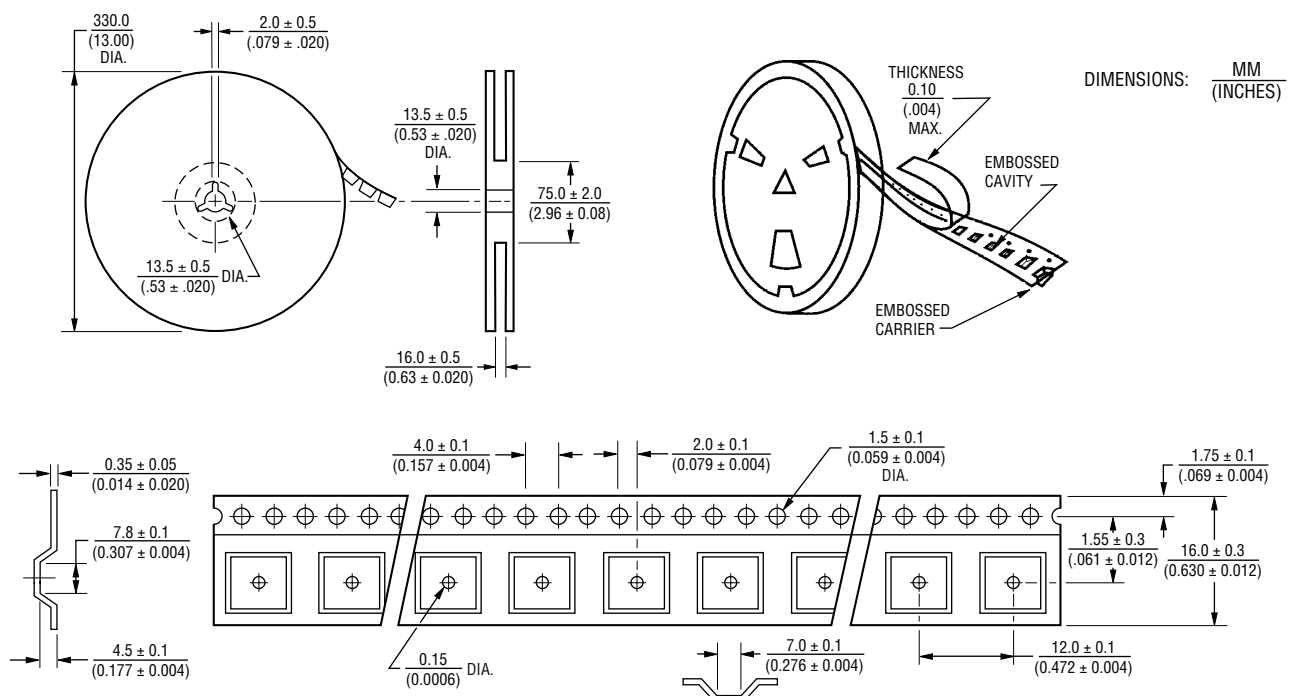 330.0
(13.00)
DIA.
2.0 ± 0.5
(.079 ± .020)
13.5 ± 0.5
(0.53 ± .020)
DIA.
75.0 ± 2.0
(2.96 ± 0.08)
13.5 ± 0.5
(.53 ± .020)
DIA.
16.0 ± 0.5
(0.63 ± 0.020)
THICKNESS
0.10
(.004)
MAX.
EMBOSSED
CAVITY
EMBOSSED
CARRIER
DIMENSIONS:
MM
(INCHES)
0.35 ± 0.05
(0.014 ± 0.020)
7.8 ± 0.1
(0.307 ± 0.004)
4.5 ± 0.1
(0.177 ± 0.004)
4.0 ± 0.1
(0.157 ± 0.004)
2.0 ± 0.1
(0.079 ± 0.004)
1.5 ± 0.1
(0.059 ± 0.004)
DIA.
1.75 ± 0.1
(.069 ± 0.004)
1.55 ± 0.3
(.061 ± 0.012)
16.0 ± 0.3
(0.630 ± 0.012)
0.15
(0.0006)
DIA.
7.0 ± 0.1
(0.276 ± 0.004)
12.0 ± 0.1
(0.472 ± 0.004)